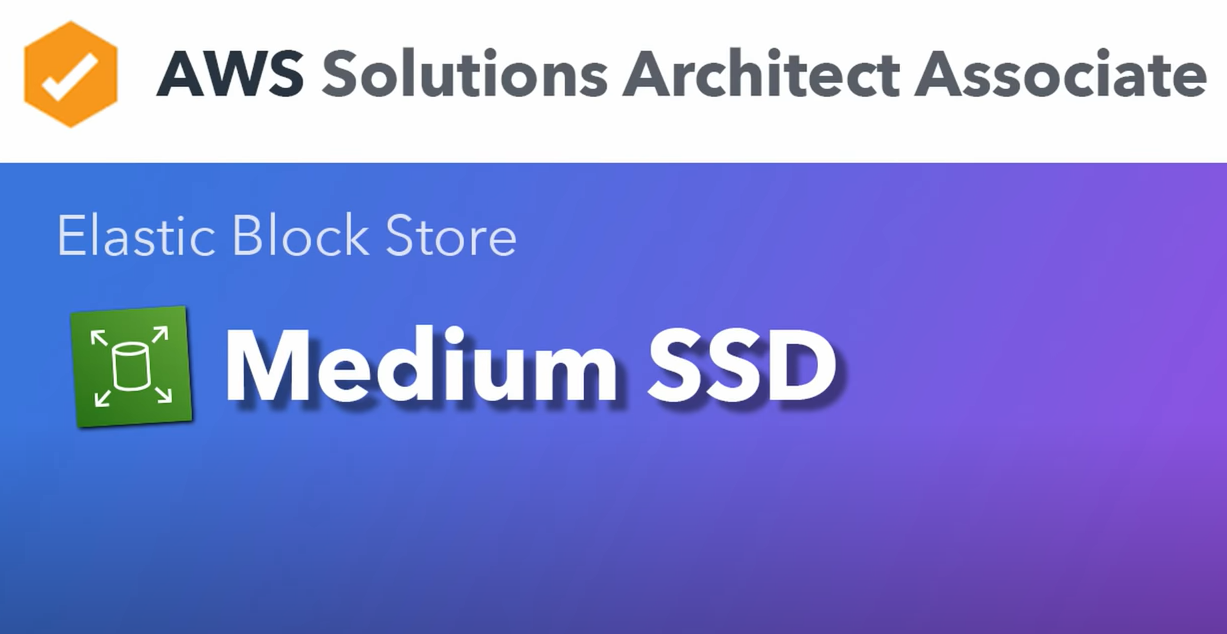 AWS Solutions Architect Associate
Elastic Block Store
Medium SSD